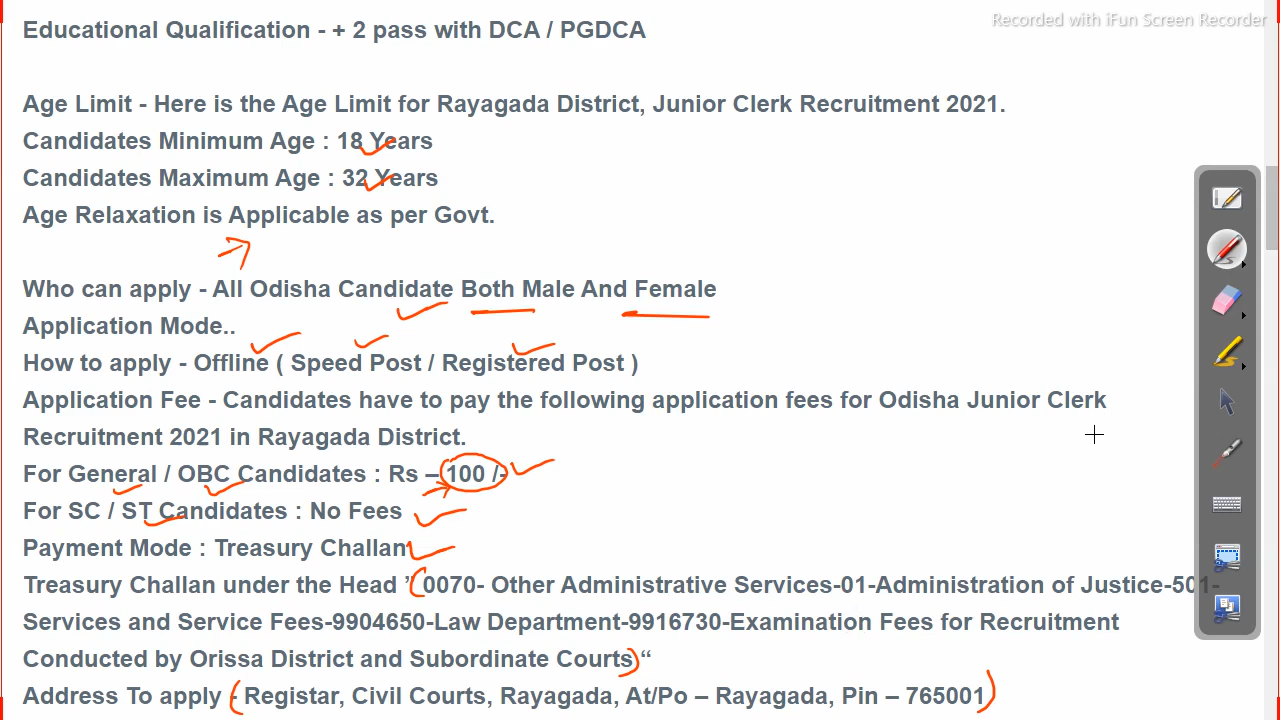 Recorded with iFun Screen Recorder
Educational Qualification - + 2 pass with DCA / PGDCA
Age Limit - Here is the Age Limit for Rayagada District, Junior Clerk Recruitment 2021.
Candidates Minimum Age : 18 Years
Candidates Maximum Age : 32 Years
Age Relaxation is Applicable as per Govt.
Who can apply - All Odisha Candidate Both Male And Female
Application Mode..
How to apply - Offline ( Speed Post / Registered Post )
Application Fee - Candidates have to pay the following application fees for Odisha Junior Clerk
Recruitment 2021 in Rayagada District.
For General / OBC Candidates : Rs – 100 /-
For SC / ST Candidates : No Fees
Payment Mode : Treasury Challan
Treasury Challan under the Head ” 0070- Other Administrative Services-01-Administration of Justice-501-
Services and Service Fees-9904650-Law Department-9916730-Examination Fees for Recruitment
Conducted by Orissa District and Subordinate Courts “
Address To apply - Registar, Civil Courts, Rayagada, At/Po – Rayagada, Pin – 765001